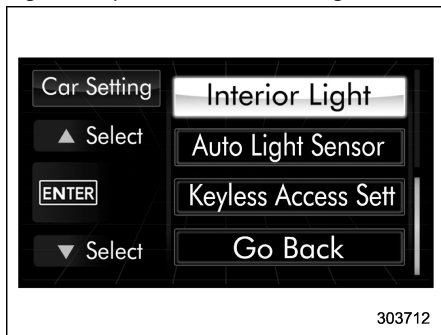 Car Setting
▲ Select
ENTER
▼ Select
Interior Light
Auto Light Sensor
Keyless Access Sett
Go Back
303712